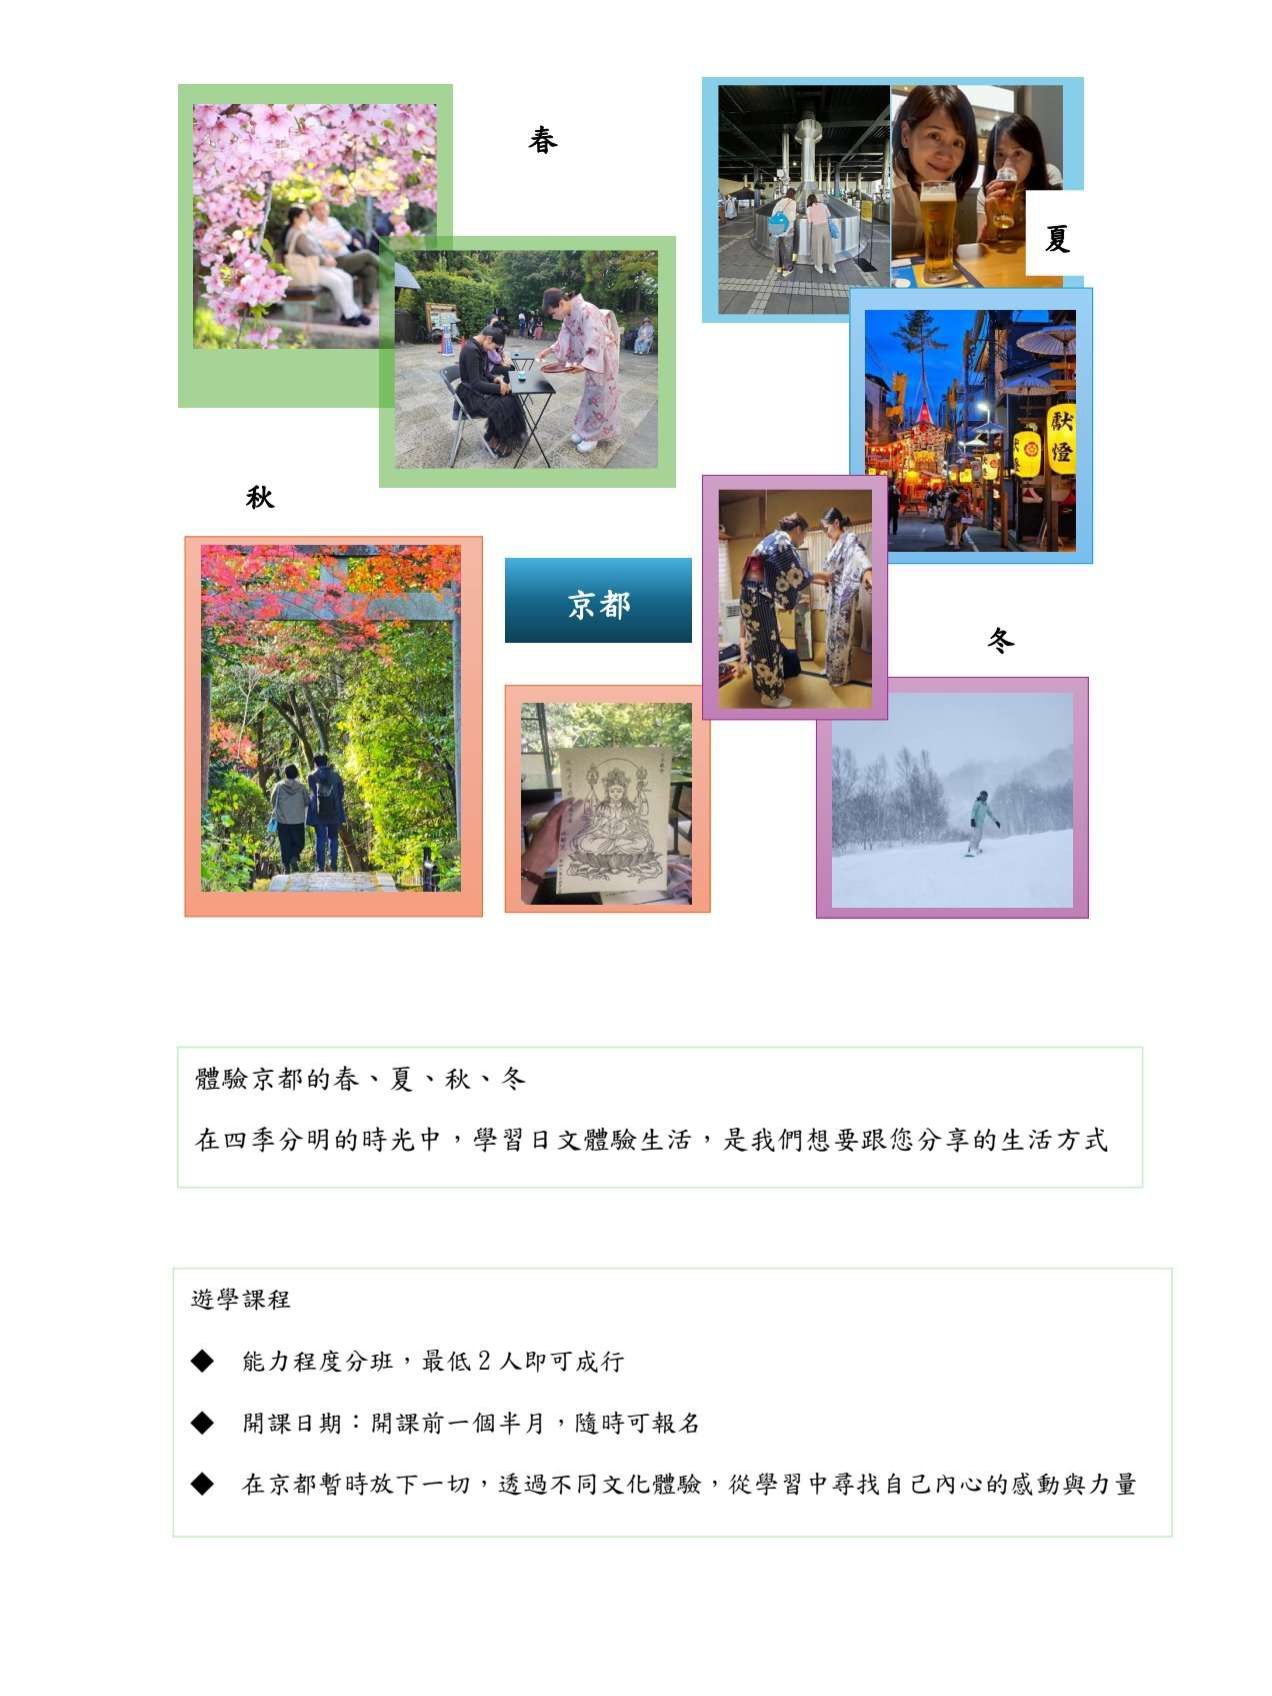 春
夏
獻燈
獻燈
秋
京都
冬
體驗京都的春、夏、秋、冬
在四季分明的時光中，學習日文體驗生活，是我們想要跟您分享的生活方式
遊學課程
◆ 能力程度分班，最低 2 人即可成行
◆ 開課日期：開課前一個半月，隨時可報名
◆ 在京都暫時放下一切，透過不同文化體驗，從學習中尋找自己內心的感動與力量